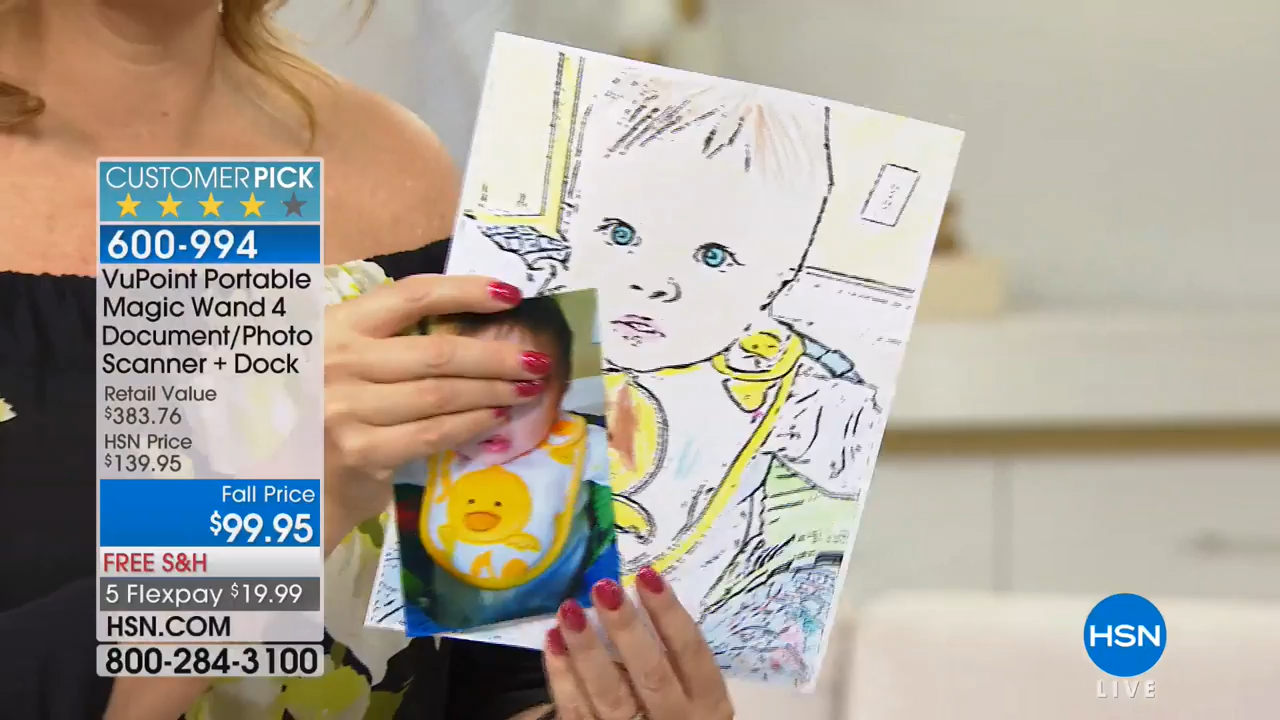 CUSTOMER PICK
600-994
VuPoint Portable
Magic Wand 4
Document/Photo
Scanner + Dock
Retail Value
$383.76
HSN Price
$139.95
Fall Price
$99.95
FREE S&H
5 Flexpay $19.99
HSN.COM
800-284-3100
HSN
LIVE